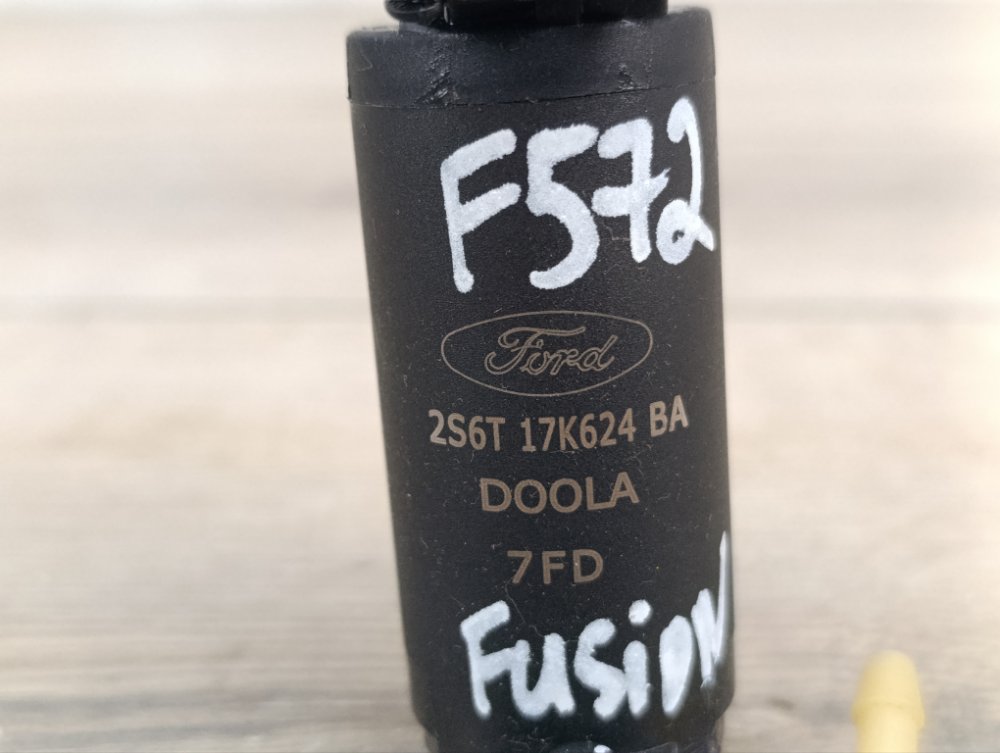 F572
Ford
2S6T 17K624 BA
DOOLA
7FD
Fusion